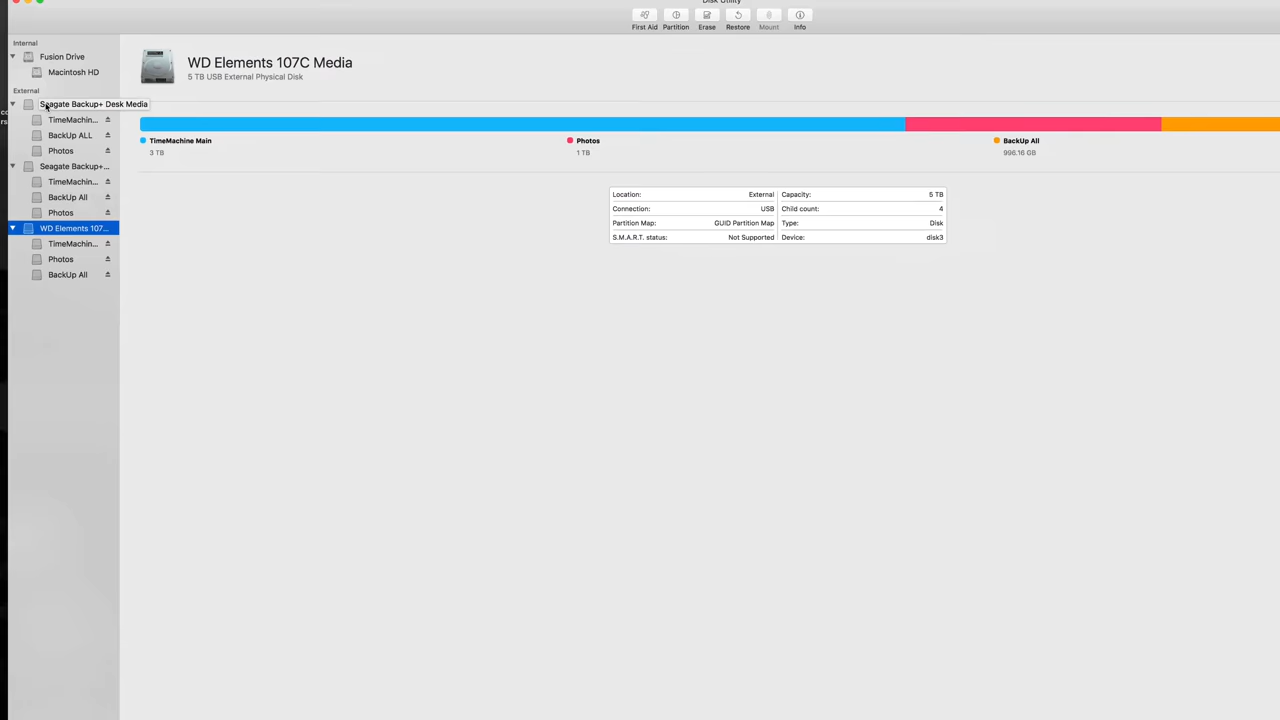 Disk Utility
First Aid Partition Erase Restore Mount Info
Internal
Fusion Drive
Macintosh HD
External
Seagate Backup+ Desk Media
TimeMachin...
BackUp ALL
Photos
Seagate Backup+...
TimeMachin...
BackUp All
Photos
WD Elements 107...
TimeMachin...
Photos
BackUp All
WD Elements 107C Media
5 TB USB External Physical Disk
TimeMachine Main Photos BackUp All
3 TB 1 TB 996.16 GB
Location: External Capacity: 5 TB
Connection: USB Child count: 4
Partition Map: GUID Partition Map Type: Disk
S.M.A.R.T. status: Not Supported Device: disk3